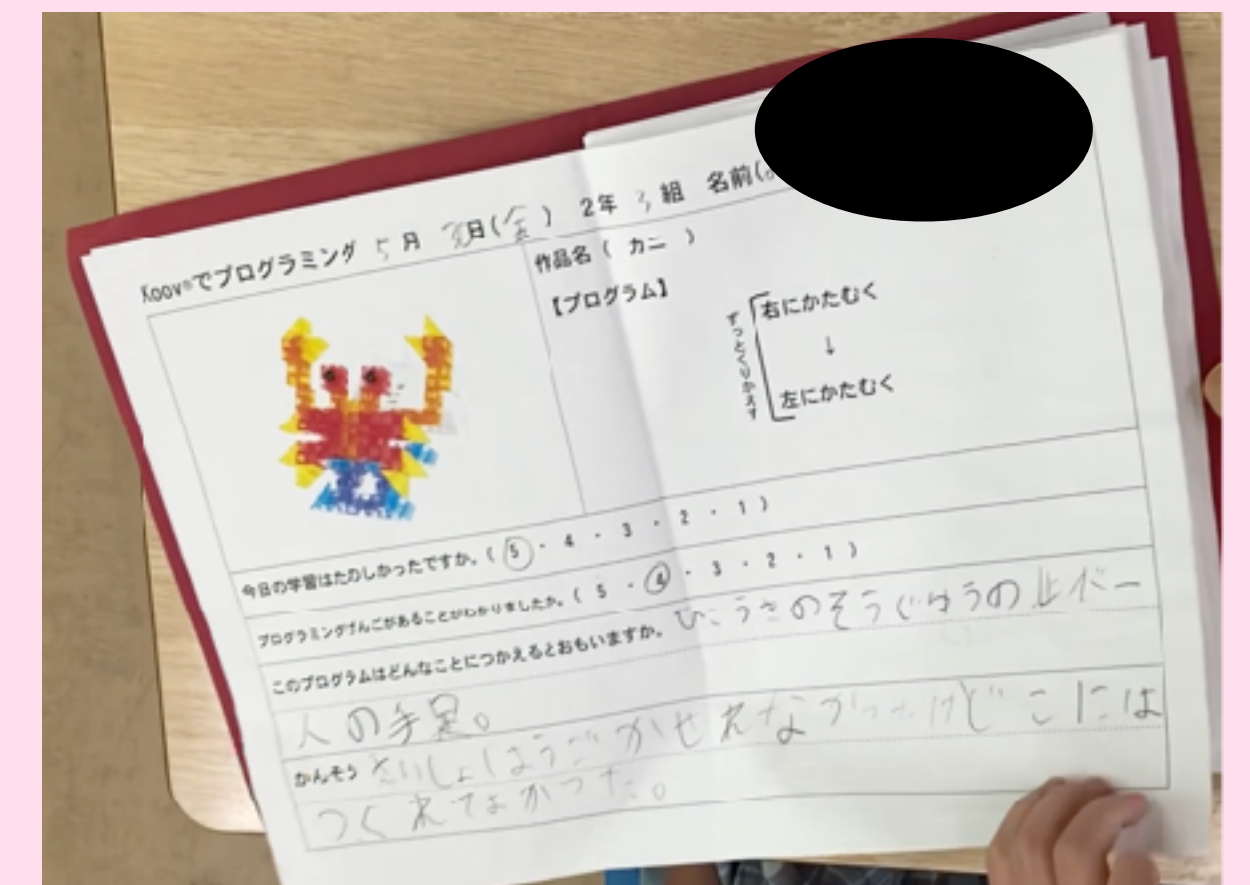 Koov®でプログラミング 5月 日(金) 2年 3組 名前(
作品名( カニ )
【プログラム】
ずっとくりかえす
右にかたむく
↓
左にかたむく
今日の学習はたのしかったですか。( 5 ・ 4 ・ 3 ・ 2 ・ 1 )
プログラミングげんごがあることがわかりましたか。( 5 ・ 4 ・ 3 ・ 2 ・ 1 )
このプログラムはどんなことにつかえるとおもいますか。 ひこうきのそうじゅうの
人の手足。
かんそう さいしょはうごかせれなかったけどさいごには
つくれてよかった。